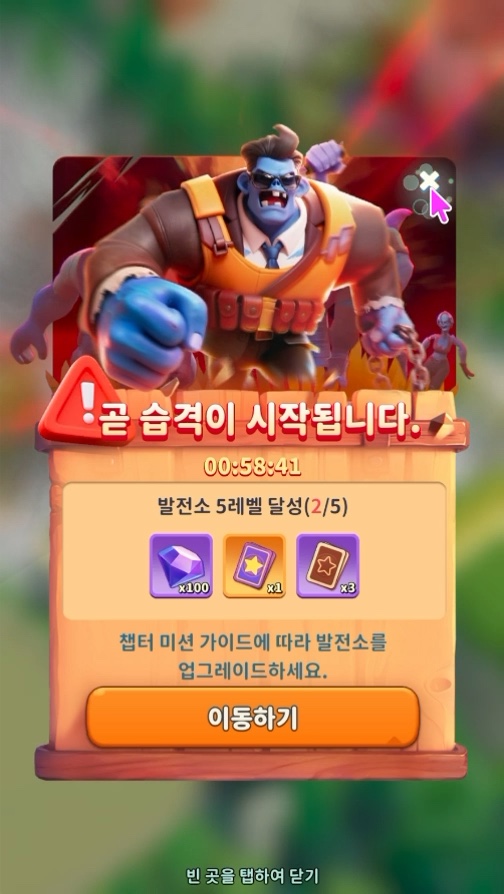 곧 습격이 시작됩니다.
00:58:41
발전소 5레벨 달성(2/5)
x100 x1 x3
챕터 미션 가이드에 따라 발전소를
업그레이드하세요.
이동하기
빈 곳을 탭하여 닫기